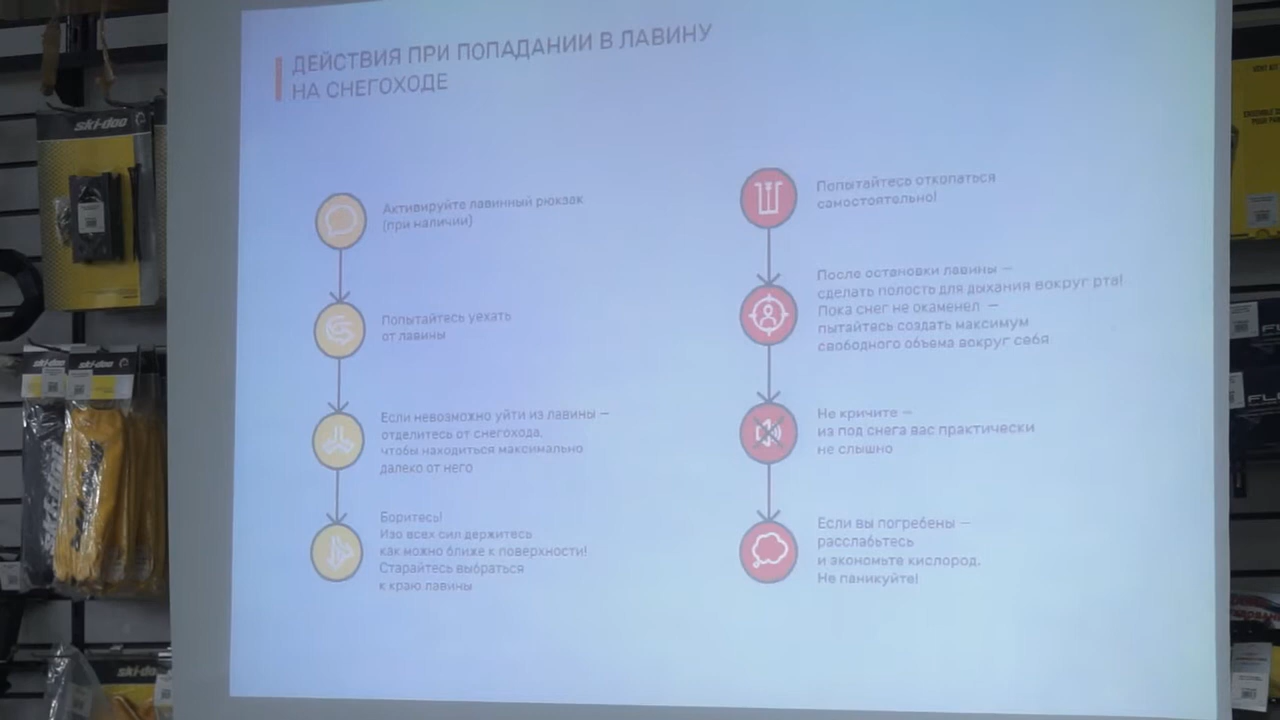 ДЕЙСТВИЯ ПРИ ПОПАДАНИИ В ЛАВИНУ
НА СНЕГОХОДЕ
Активируйте лавинный рюкзак
(при наличии)
Попытайтесь уехать
от лавины
Если невозможно уйти из лавины —
отделитесь от снегохода,
чтобы находиться максимально
далеко от него
Боритесь!
Изо всех сил держитесь
как можно ближе к поверхности!
Старайтесь выбраться
к краю лавины
Попытайтесь откопаться
самостоятельно!
После остановки лавины —
сделать полость для дыхания вокруг рта!
Пока снег не окаменел —
пытайтесь создать максимум
свободного объема вокруг себя
Не кричите —
из под снега вас практически
не слышно
Если вы погребены —
расслабьтесь
и экономьте кислород.
Не паникуйте!
ski-doo
ski-doo
ski-doo
ski-doo